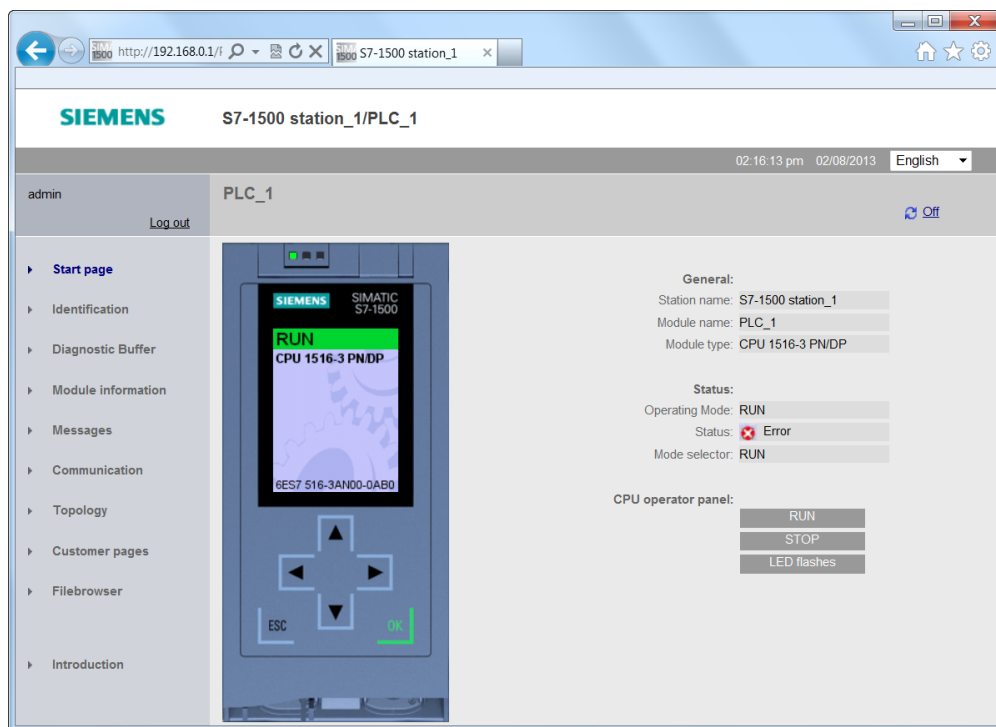 http://192.168.0.1/F
S7-1500 station_1
SIEMENS
S7-1500 station_1/PLC_1
02:16:13 pm 02/08/2013 English
admin
Log out
PLC_1
Off
Start page
Identification
Diagnostic Buffer
Module information
Messages
Communication
Topology
Customer pages
Filebrowser
Introduction
SIEMENS
SIMATIC
S7-1500
RUN
CPU 1516-3 PN/DP
6ES7 516-3AN00-0AB0
ESC
OK
General:
Station name: S7-1500 station_1
Module name: PLC_1
Module type: CPU 1516-3 PN/DP
Status:
Operating Mode: RUN
Status: Error
Mode selector: RUN
CPU operator panel:
RUN
STOP
LED flashes